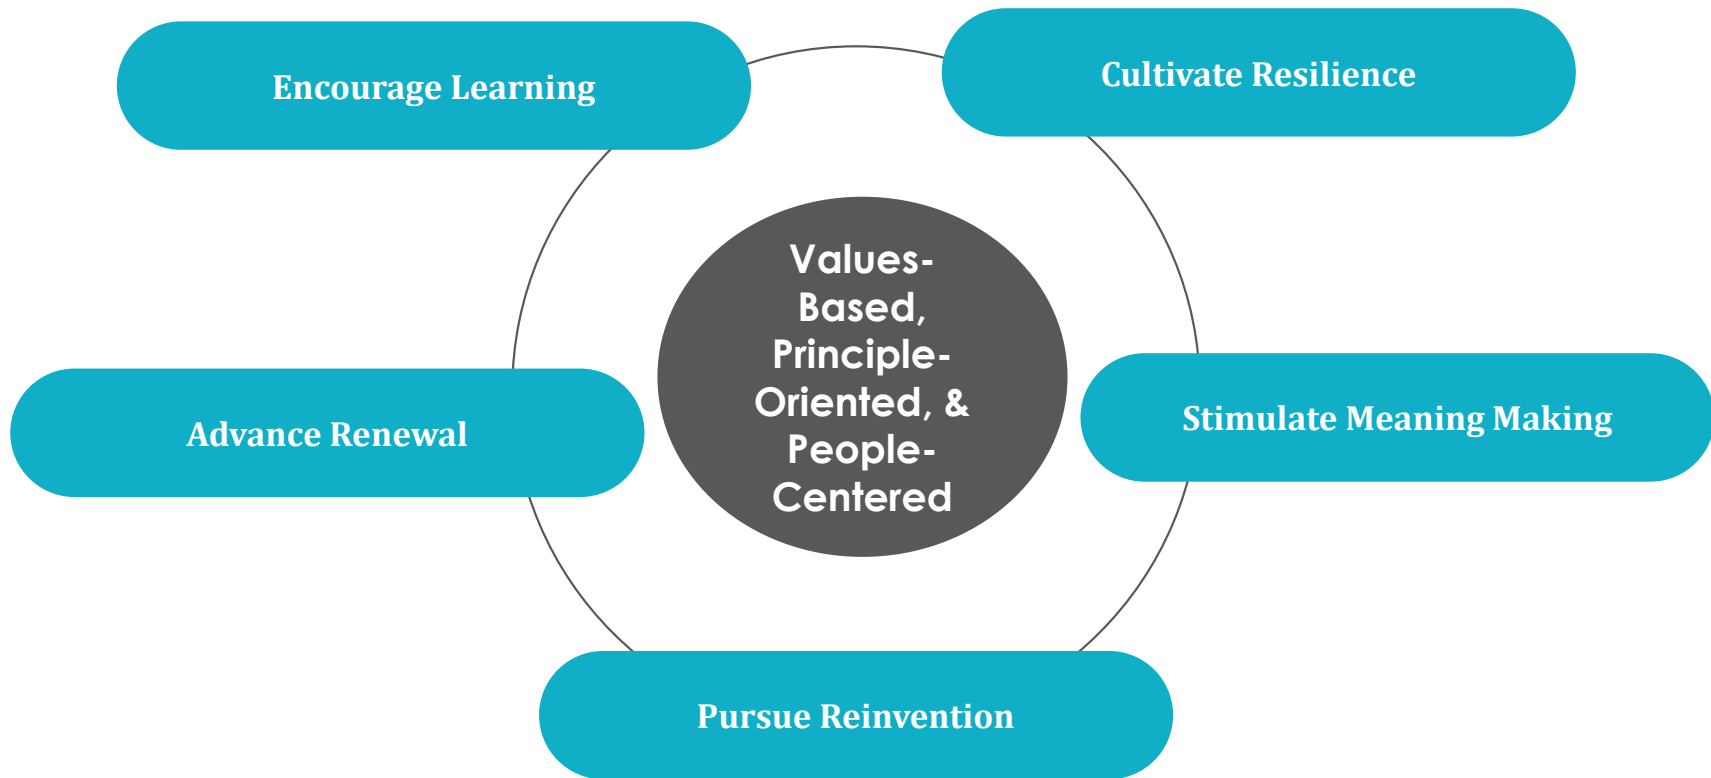 Encourage Learning
Cultivate Resilience
Values-
Based,
Principle-
Oriented, &
People-
Centered
Advance Renewal
Stimulate Meaning Making
Pursue Reinvention